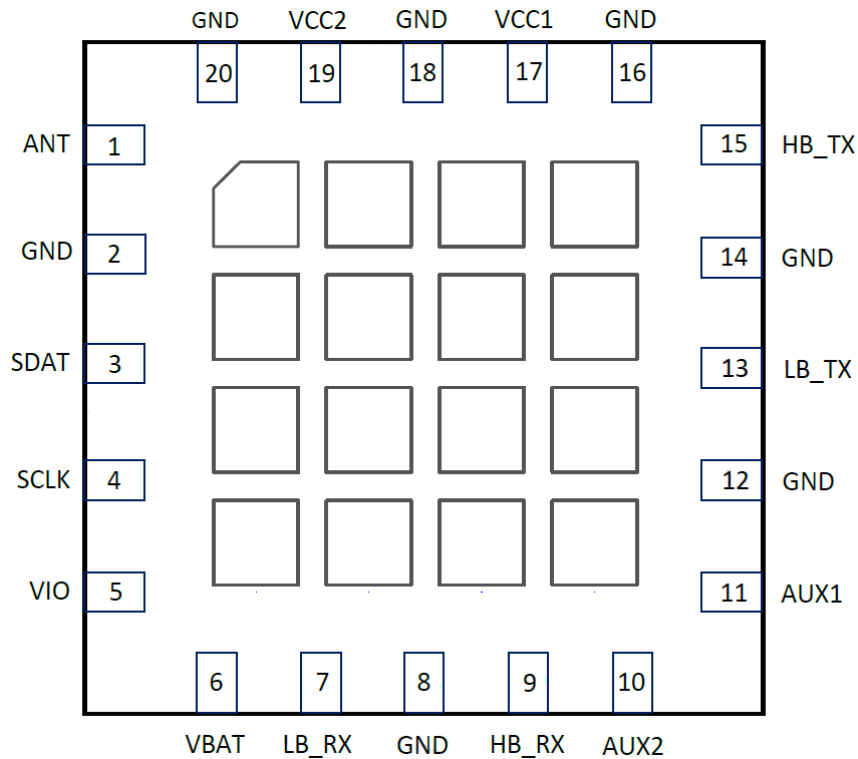 GND VCC2 GND VCC1 GND
20 19 18 17 16
ANT 1 15 HB_TX
GND 2 14 GND
SDAT 3 13 LB_TX
SCLK 4 12 GND
VIO 5 11 AUX1
6 7 8 9 10
VBAT LB_RX GND HB_RX AUX2